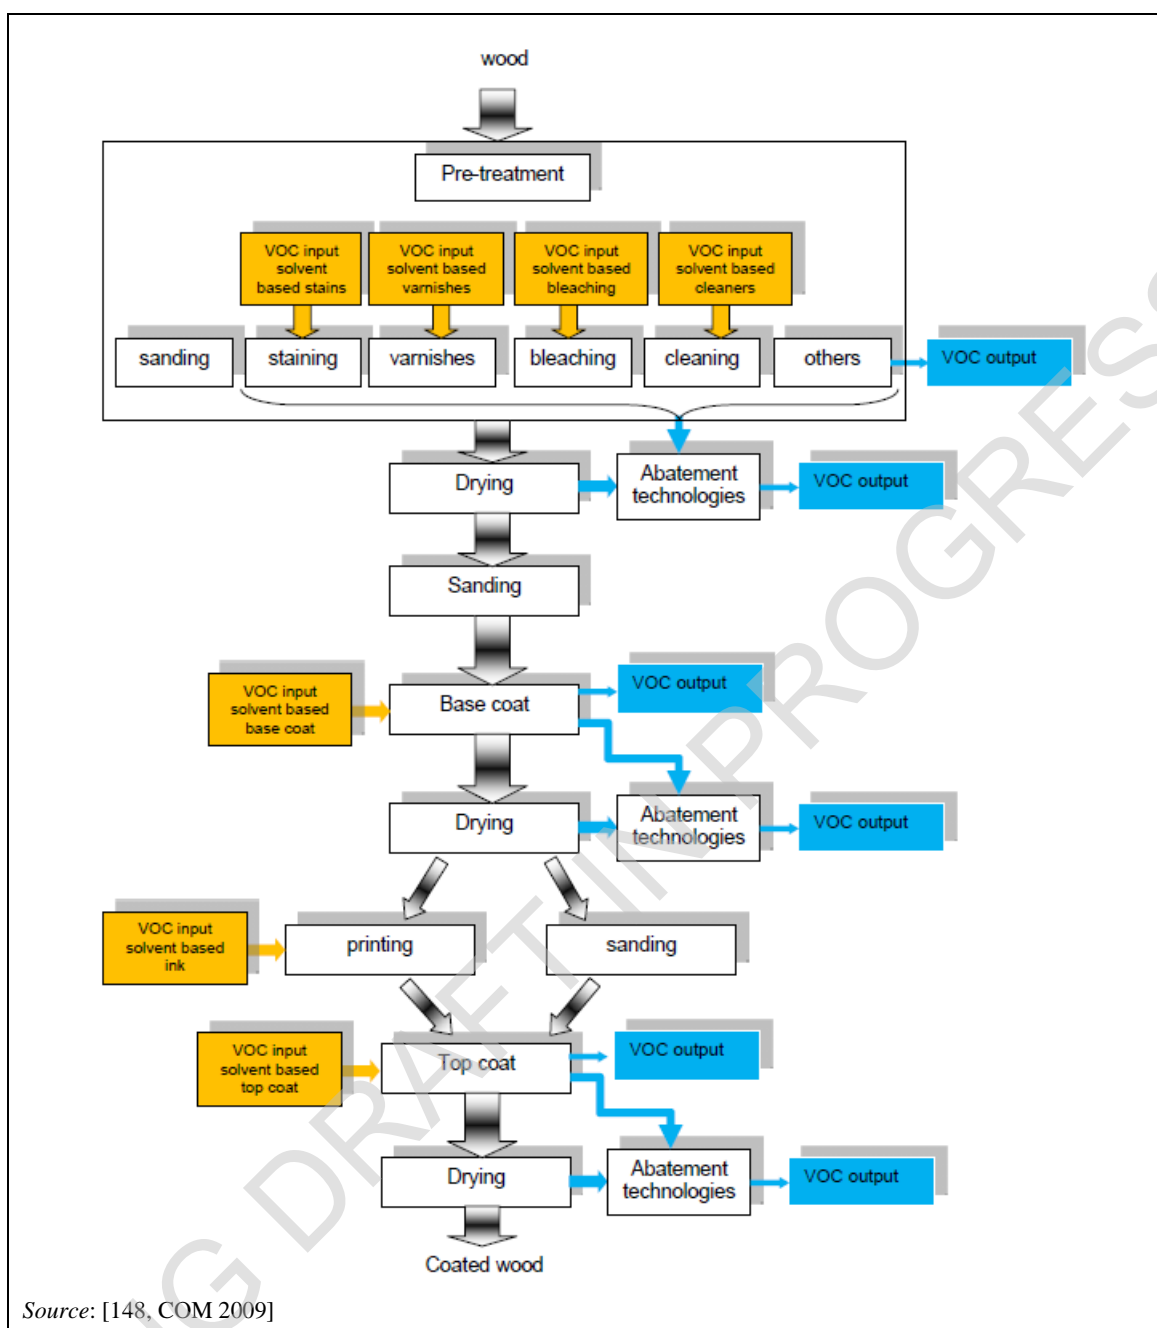 wood
Pre-treatment
VOC input
solvent
based stains
VOC input
solvent based
varnishes
VOC input
solvent based
bleaching
VOC input
solvent based
cleaners
sanding
staining
varnishes
bleaching
cleaning
others
VOC output
Drying
Abatement
technologies
VOC output
Sanding
VOC input
solvent based
base coat
Base coat
VOC output
Drying
Abatement
technologies
VOC output
VOC input
solvent based
ink
printing
sanding
VOC input
solvent based
top coat
Top coat
VOC output
Drying
Abatement
technologies
VOC output
Coated wood
Source: [148, COM 2009]
NG DRAFT IN PROGRESS